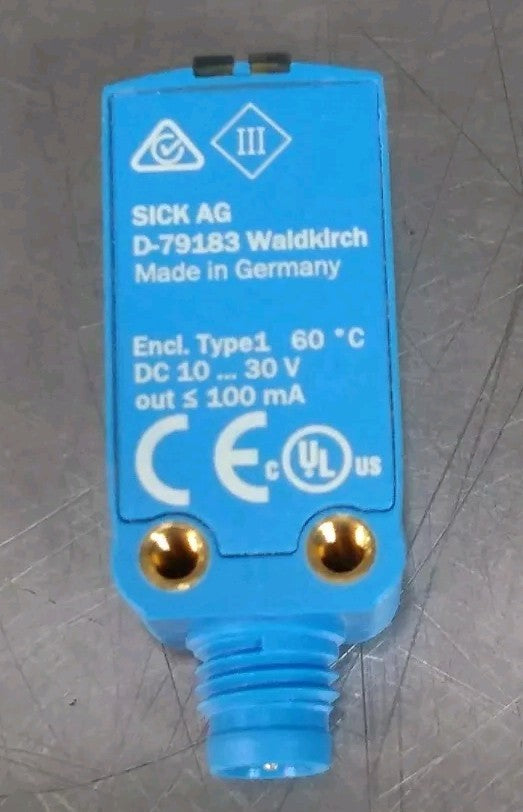 III
SICK AG
D-79183 Waldkirch
Made in Germany
Encl. Type1 60 °C
DC 10 ... 30 V
out ≤ 100 mA
CE c UL us